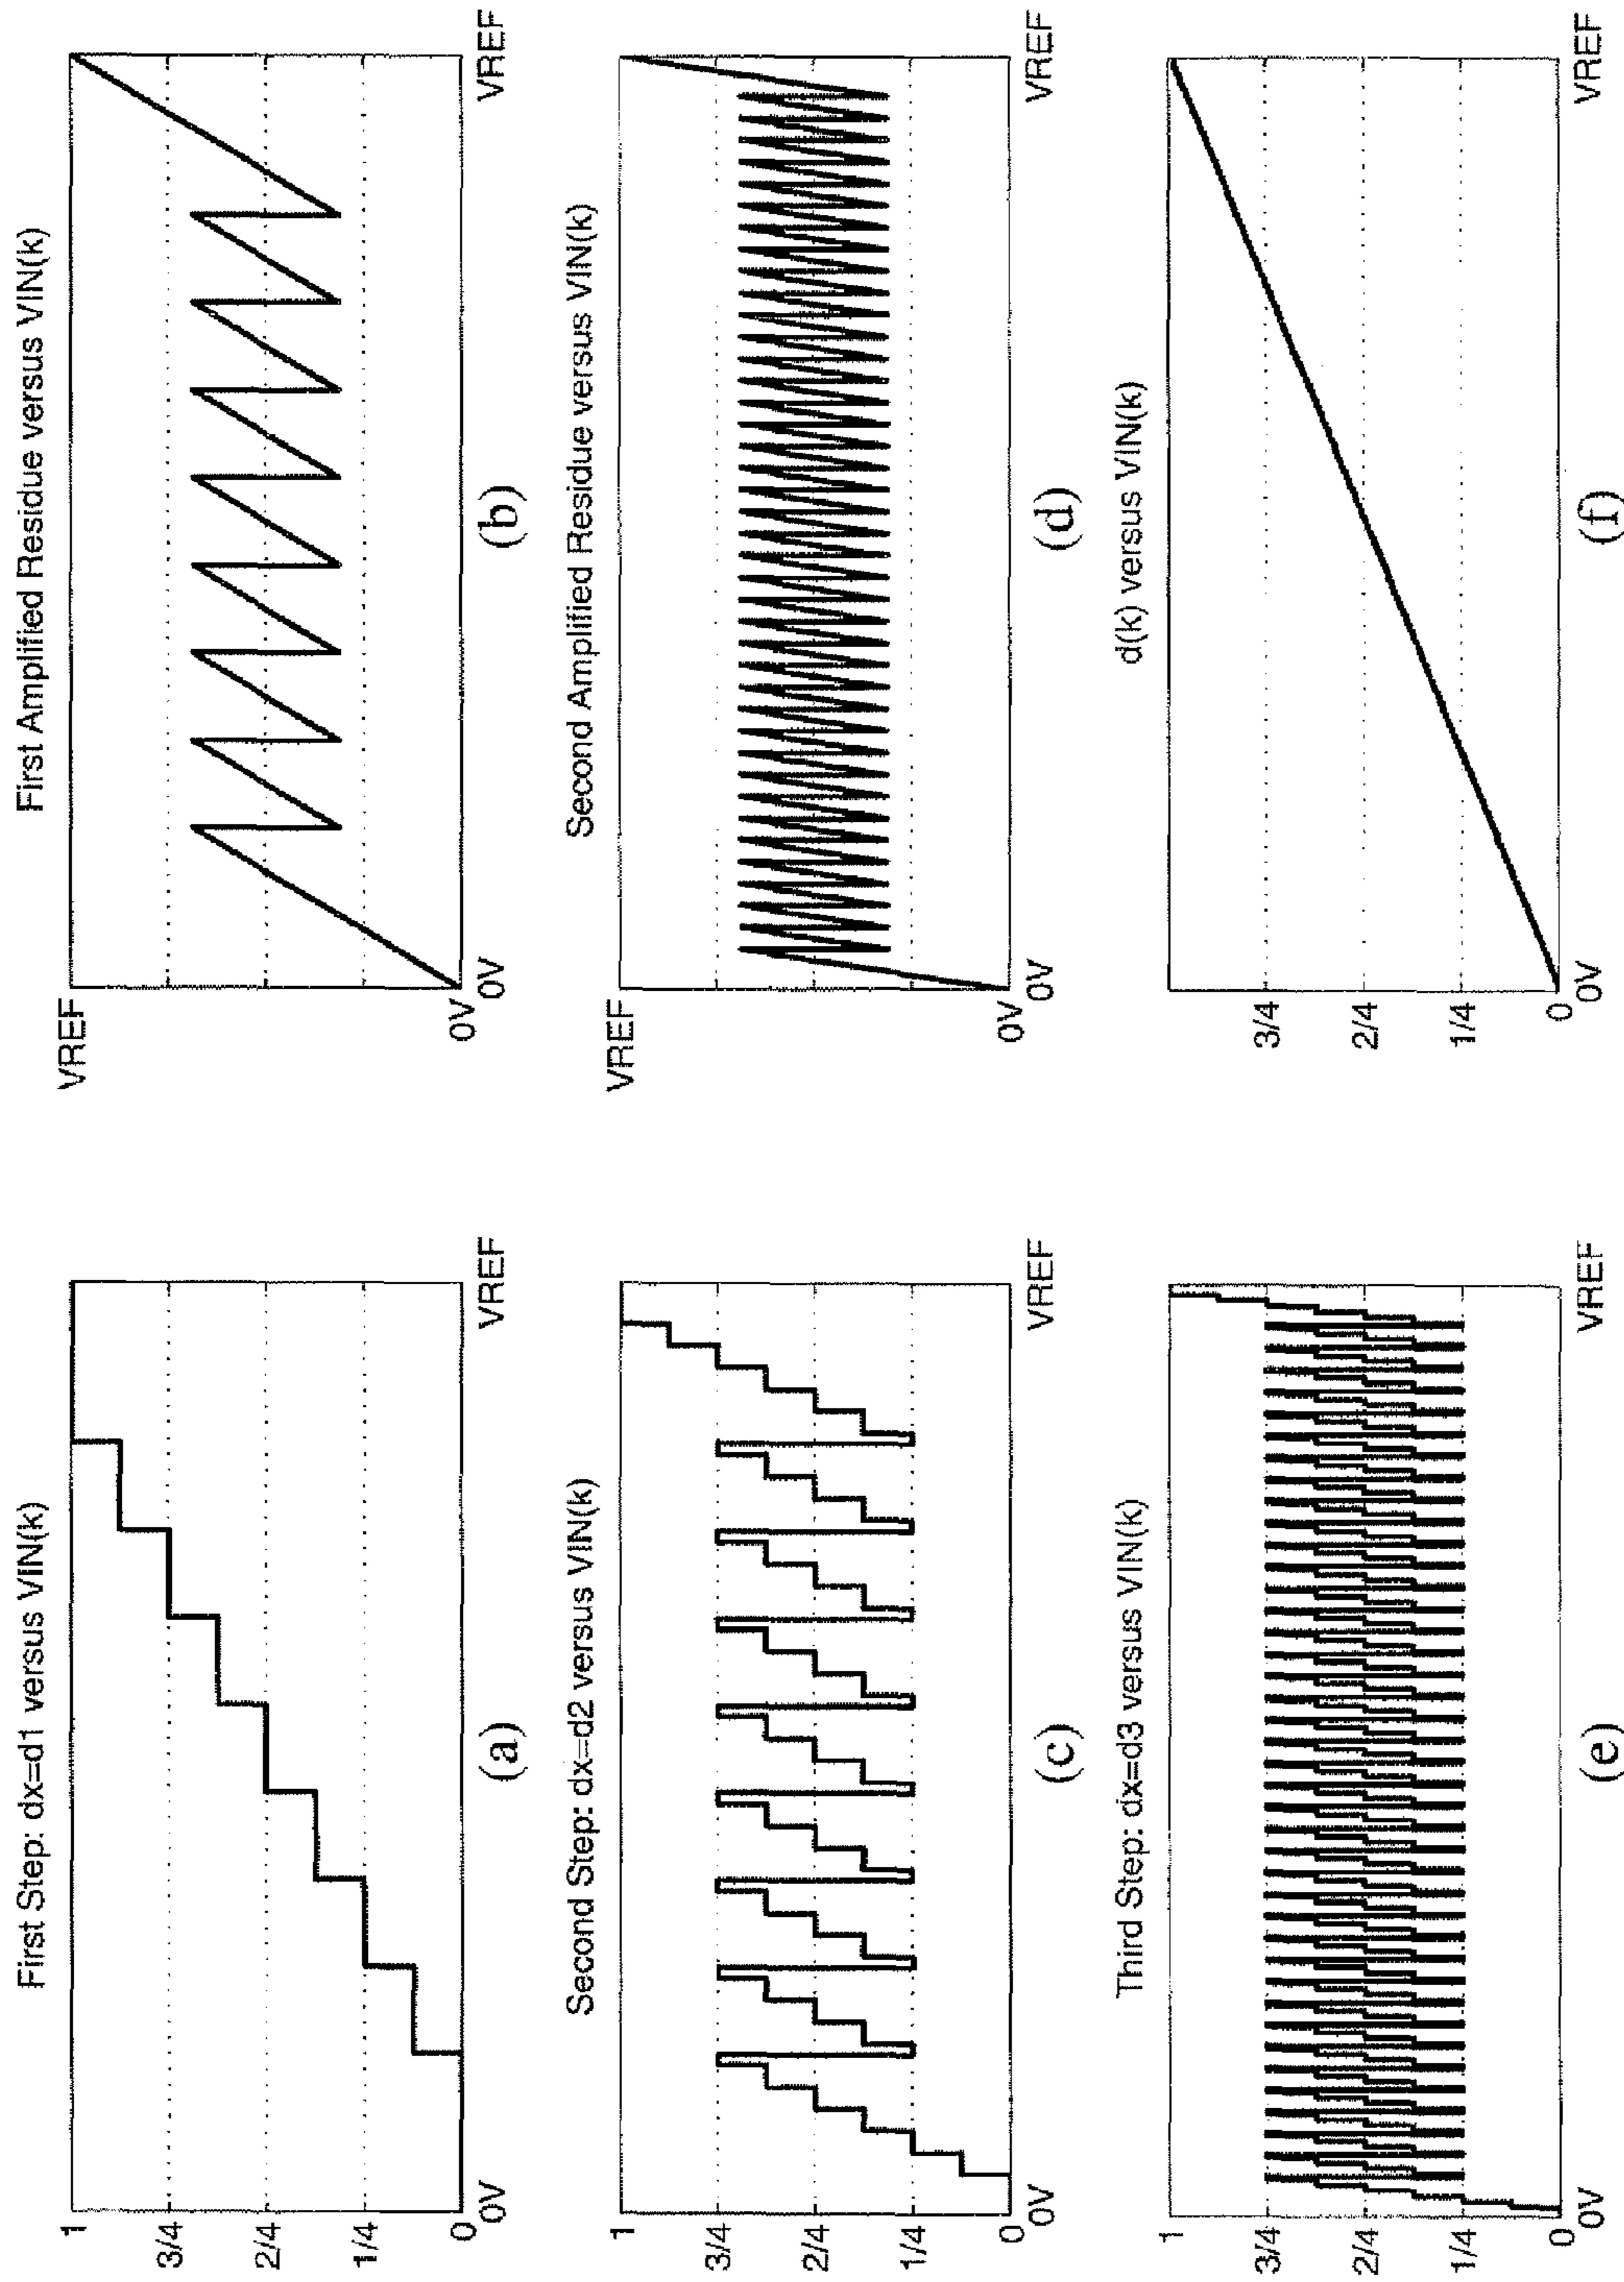 First Step: dx=d1 versus VIN(k)
1
3/4
2/4
1/4
0
0V
VREF
(a)
First Amplified Residue versus VIN(k)
VREF
0V
0V
VREF
(b)
Second Step: dx=d2 versus VIN(k)
1
3/4
2/4
1/4
0
0V
VREF
(c)
Second Amplified Residue versus VIN(k)
VREF
0V
0V
VREF
(d)
Third Step: dx=d3 versus VIN(k)
1
3/4
2/4
1/4
0
0V
VREF
(e)
d(k) versus VIN(k)
3/4
2/4
1/4
0
0V
VREF
(f)